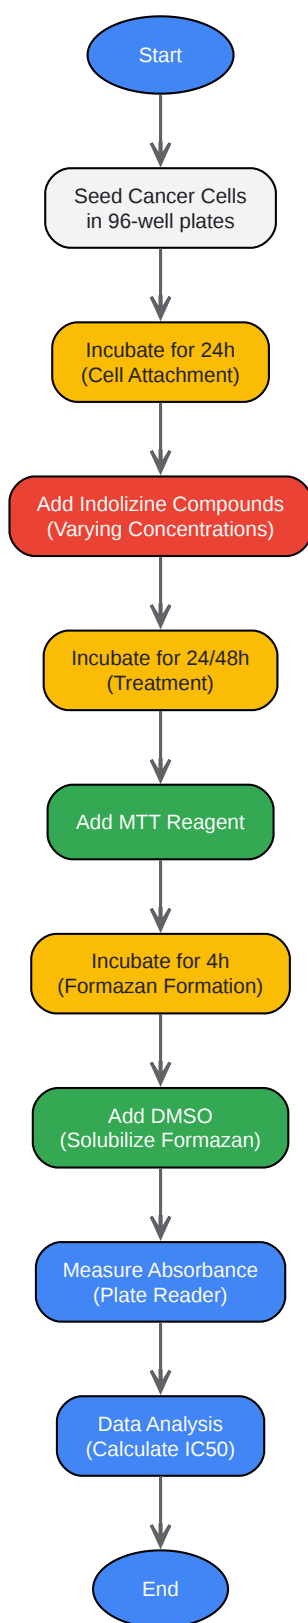 Start
Seed Cancer Cells
in 96-well plates
Incubate for 24h
(Cell Attachment)
Add Indolizine Compounds
(Varying Concentrations)
Incubate for 24/48h
(Treatment)
Add MTT Reagent
Incubate for 4h
(Formazan Formation)
Add DMSO
(Solubilize Formazan)
Measure Absorbance
(Plate Reader)
Data Analysis
(Calculate IC50)
End